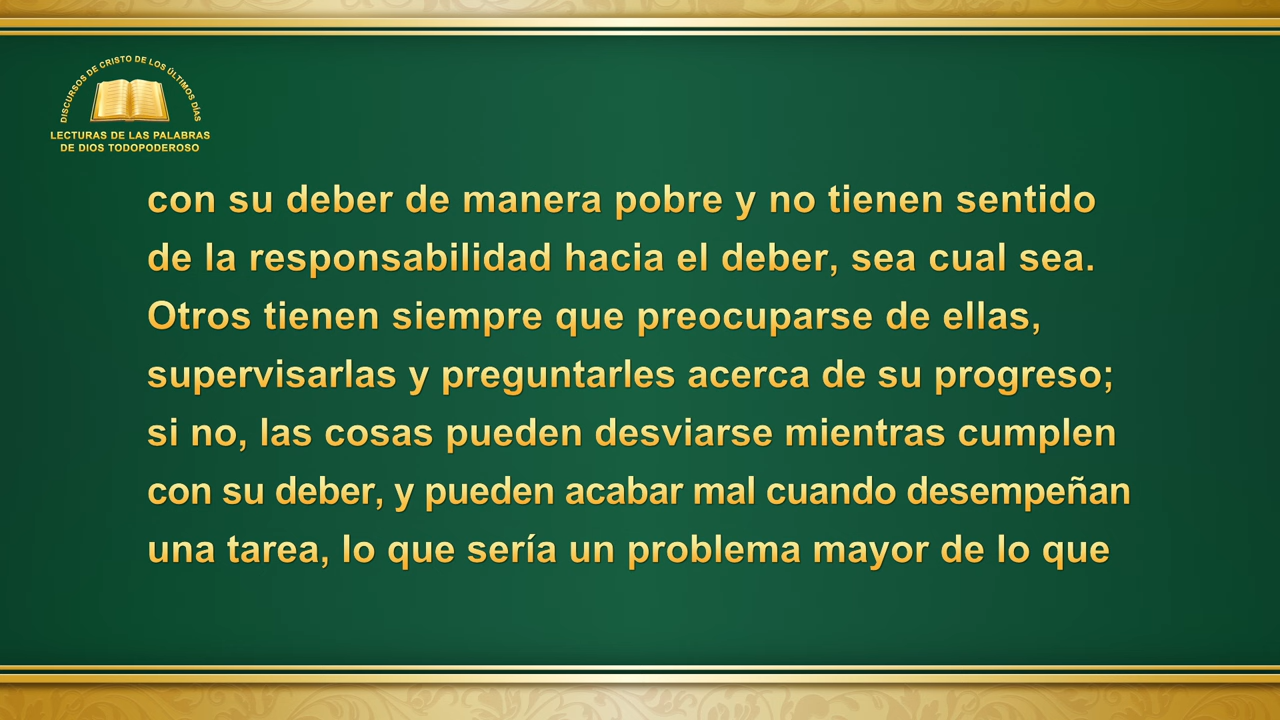 DISCURSOS DE CRISTO DE LOS ÚLTIMOS DÍAS
LECTURAS DE LAS PALABRAS
DE DIOS TODOPODEROSO
con su deber de manera pobre y no tienen sentido
de la responsabilidad hacia el deber, sea cual sea.
Otros tienen siempre que preocuparse de ellas,
supervisarlas y preguntarles acerca de su progreso;
si no, las cosas pueden desviarse mientras cumplen
con su deber, y pueden acabar mal cuando desempeñan
una tarea, lo que sería un problema mayor de lo que